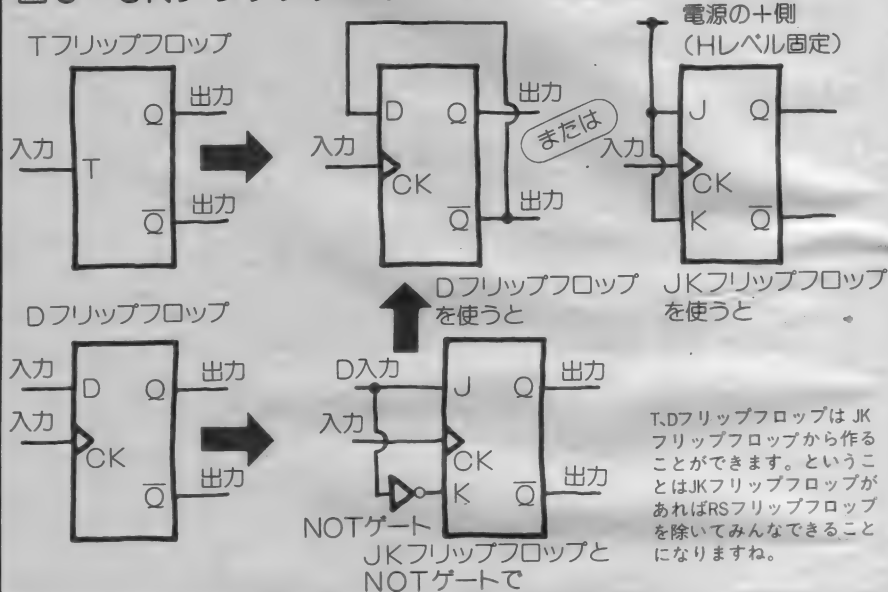 Tフリップフロップ
入力
T
Q
出力
Q
出力
D
Q
出力
入力
CK
Q
出力
または
電源の＋側
（Hレベル固定）
J
Q
入力
CK
K
Q
Dフリップフロップ
を使うと
JKフリップフロップ
を使うと
Dフリップフロップ
入力
D
Q
出力
入力
CK
Q
出力
D入力
J
Q
出力
入力
CK
K
Q
出力
NOTゲート
JKフリップフロップと
NOTゲートで
T、DフリップフロップはJK
フリップフロップから作る
ことができます。というこ
とはJKフリップフロップが
あればRSフリップフロップ
を除いてみんなできること
になりますね。